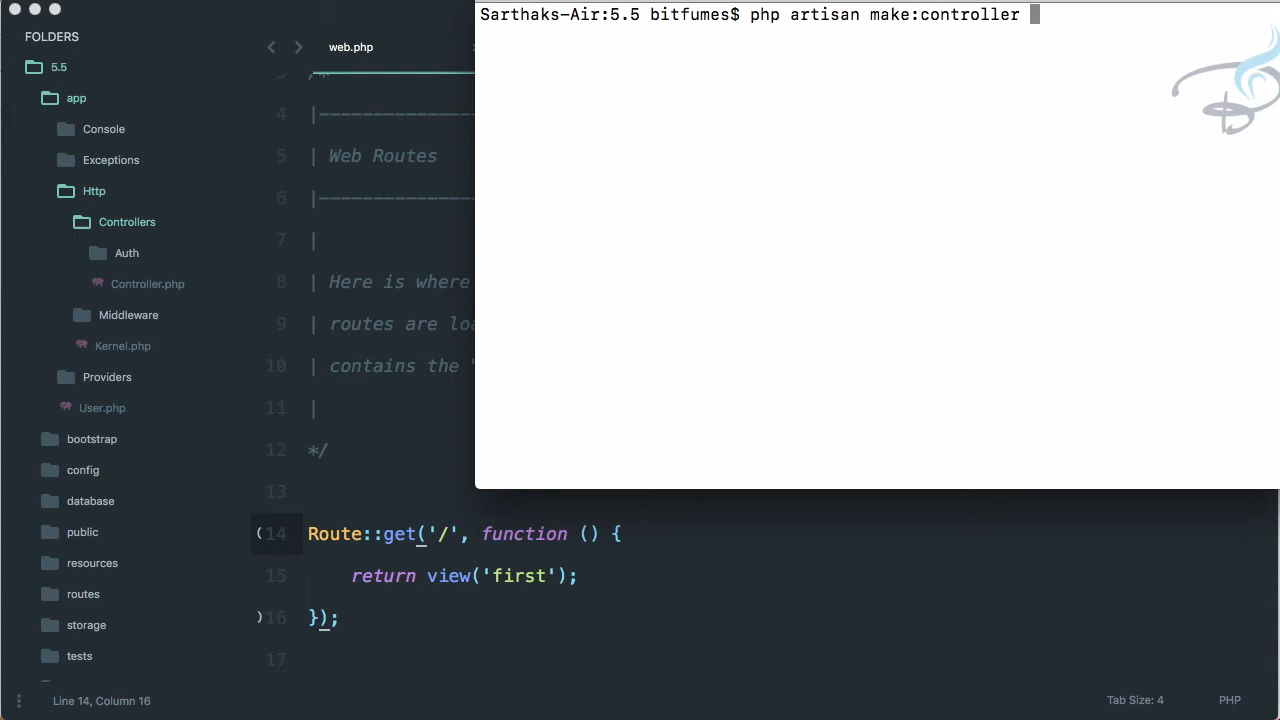 Sarthaks-Air:5.5 bitfumes$ php artisan make:controller
FOLDERS
5.5
app
Console
Exceptions
Http
Controllers
Auth
Controller.php
Middleware
Kernel.php
Providers
User.php
bootstrap
config
database
public
resources
routes
storage
tests
web.php
3 /*
4 |---------------
5 | Web Routes
6 |---------------
7 |
8 | Here is where
9 | routes are loa
10 | contains the "
11 |
12 */
13
14 Route::get('/', function () {
15 return view('first');
16 });
17
Line 14, Column 16
Tab Size: 4
PHP